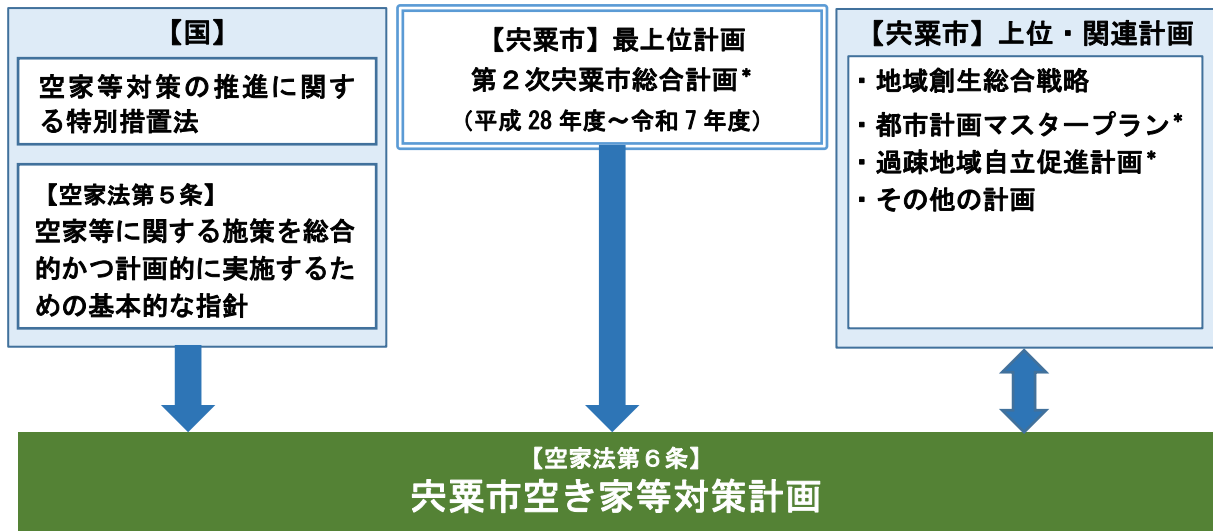 【国】
空家等対策の推進に関す
る特別措置法
【空家法第５条】
空家等に関する施策を総合
的かつ計画的に実施するた
めの基本的な指針
【宍粟市】最上位計画
第２次宍粟市総合計画*
（平成 28 年度～令和 7 年度）
【宍粟市】上位・関連計画
・地域創生総合戦略
・都市計画マスタープラン*
・過疎地域自立促進計画*
・その他の計画
【空家法第６条】
宍粟市空き家等対策計画